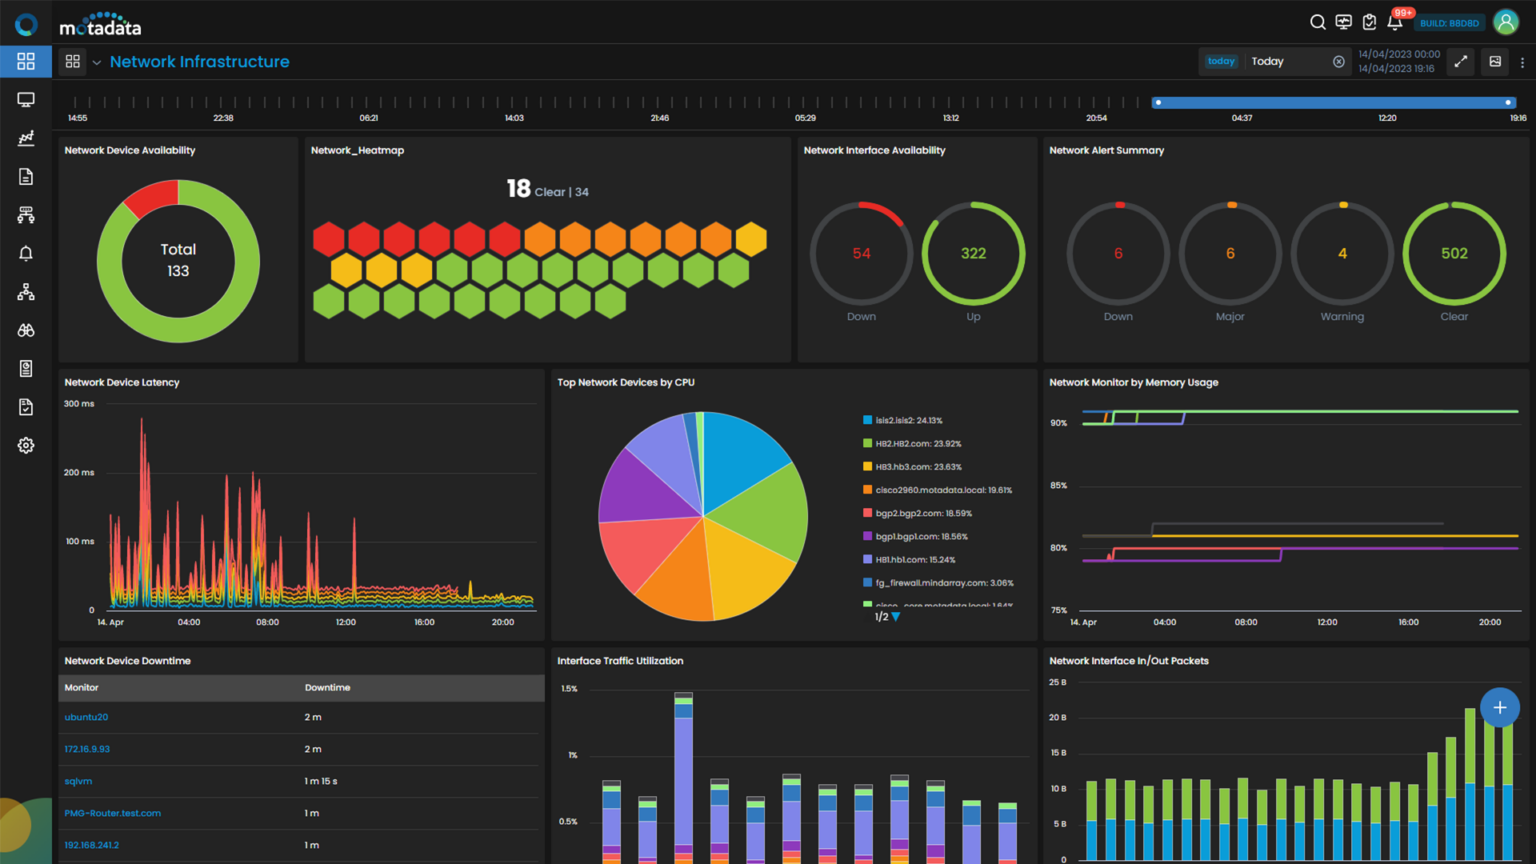 motadata
99+
BUILD: B8DBD
Network Infrastructure
today Today
14/04/2023 00:00
14/04/2023 19:16
14:55 22:38 06:21 14:03 21:46 05:29 13:12 20:54 04:37 12:20 19:16
Network Device Availability
Total
133
Network_Heatmap
18 Clear | 34
Network Interface Availability
54 322
Down Up
Network Alert Summary
6 6 4 502
Down Major Warning Clear
Network Device Latency
300 ms
200 ms
100 ms
0
14. Apr 04:00 08:00 12:00 16:00 20:00
Top Network Devices by CPU
isis2.isis2: 24.13%
HB2.HB2.com: 23.92%
HB3.hb3.com: 23.63%
cisco2960.motadata.local: 19.61%
bgp2.bgp2.com: 18.59%
bgp1.bgp1.com: 18.56%
HB1.hb1.com: 15.24%
fg_firewall.mindarray.com: 3.06%
cisco_core.motadata.local: 1.64%
1/2
Network Monitor by Memory Usage
90%
85%
80%
75%
14. Apr 04:00 08:00 12:00 16:00 20:00
Network Device Downtime
Monitor Downtime
ubuntu20 2 m
172.16.9.93 2 m
sqlvm 1 m 15 s
PMG-Router.test.com 1 m
192.168.241.2 1 m
Interface Traffic Utilization
1.5%
1%
0.5%
Network Interface In/Out Packets
25 B
20 B
15 B
10 B
5 B
0